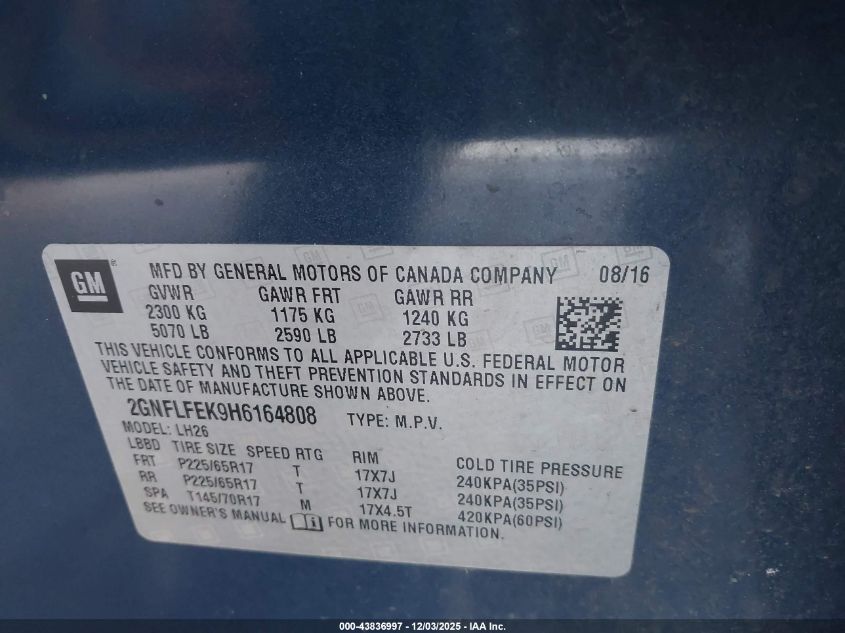 GM ® MFD BY GENERAL MOTORS OF CANADA COMPANY 08/16
GVWR GAWR FRT GAWR RR
2300 KG 1175 KG 1240 KG
5070 LB 2590 LB 2733 LB
THIS VEHICLE CONFORMS TO ALL APPLICABLE U.S. FEDERAL MOTOR
VEHICLE SAFETY AND THEFT PREVENTION STANDARDS IN EFFECT ON
THE DATE OF MANUFACTURE SHOWN ABOVE.
2GNFLFEK9H6164808 TYPE: M.P.V.
MODEL: LH26
LBBD TIRE SIZE SPEED RTG RIM COLD TIRE PRESSURE
FRT P225/65R17 T 17X7J 240KPA(35PSI)
RR P225/65R17 T 17X7J 240KPA(35PSI)
SPA T145/70R17 M 17X4.5T 420KPA(60PSI)
SEE OWNER'S MANUAL FOR MORE INFORMATION.
000-43836997 - 12/03/2025 - IAA Inc.